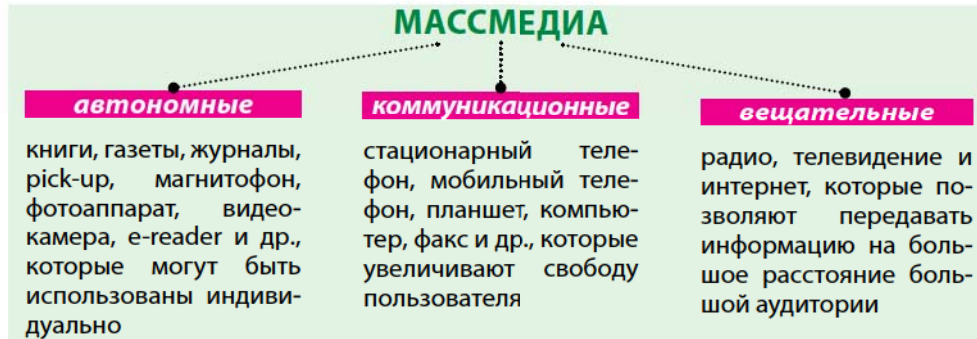 МАССМЕДИА
автономные
книги, газеты, журналы,
pick-up, магнитофон,
фотоаппарат, видео-
камера, e-reader и др.,
которые могут быть
использованы индиви-
дуально
коммуникационные
стационарный теле-
фон, мобильный теле-
фон, планшет, компью-
тер, факс и др., которые
увеличивают свободу
пользователя
вещательные
радио, телевидение и
интернет, которые по-
зволяют передавать
информацию на боль-
шое расстояние боль-
шой аудитории